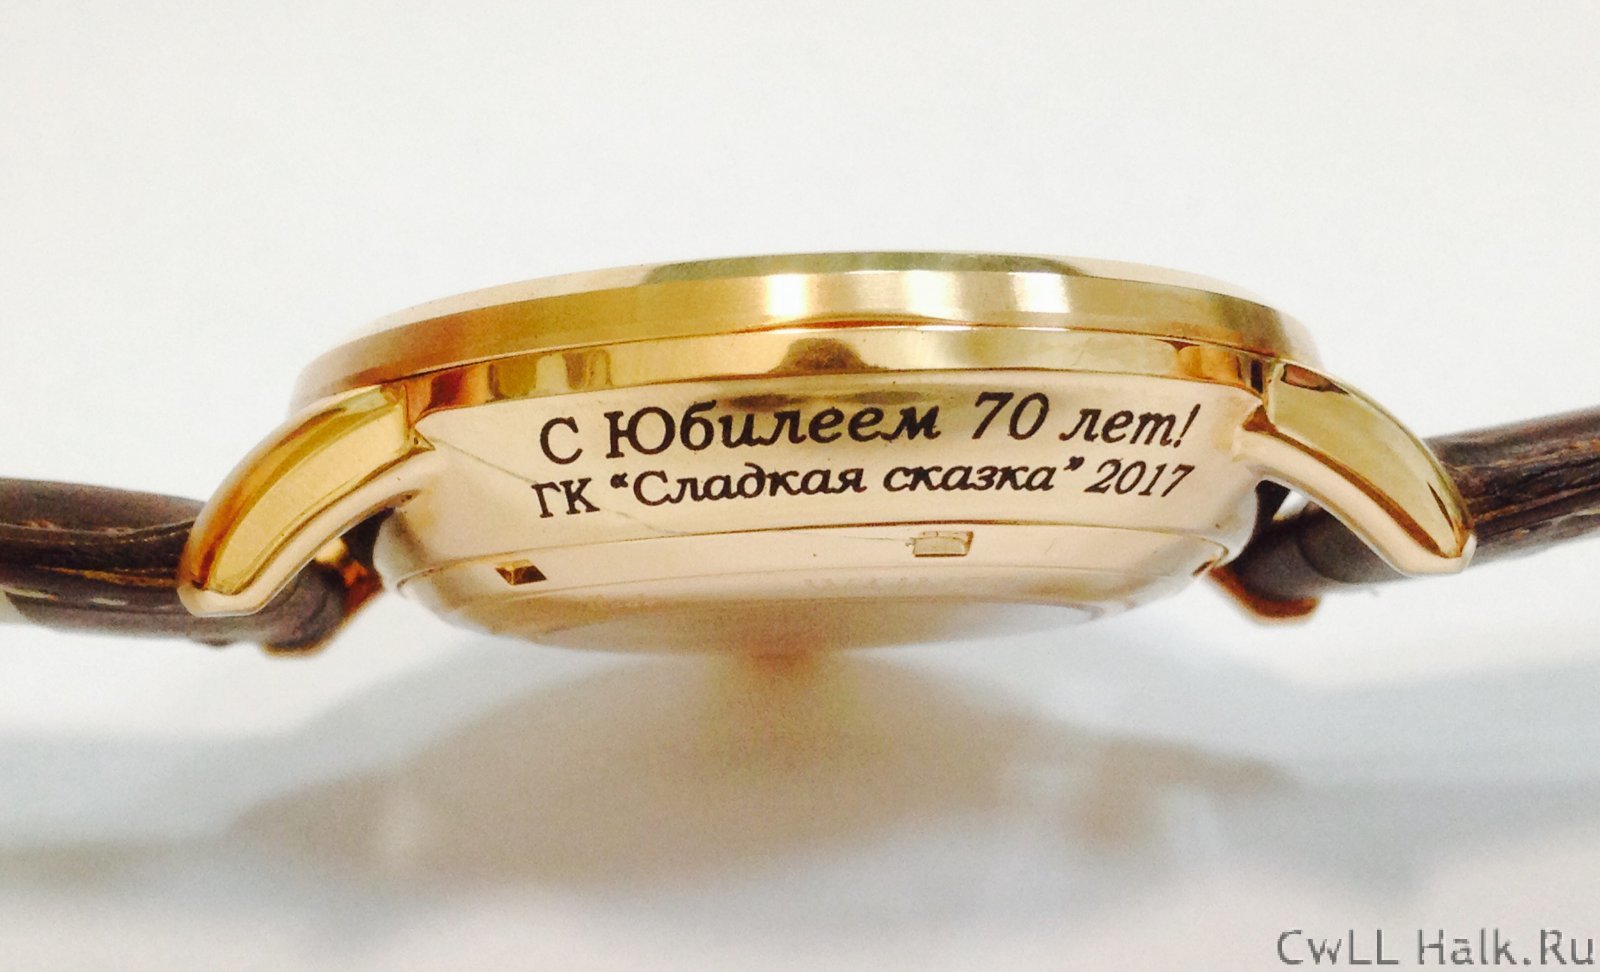 С Юбилеем 70 лет!
ГК “Сладкая сказка” 2017
CwLL Halk.Ru